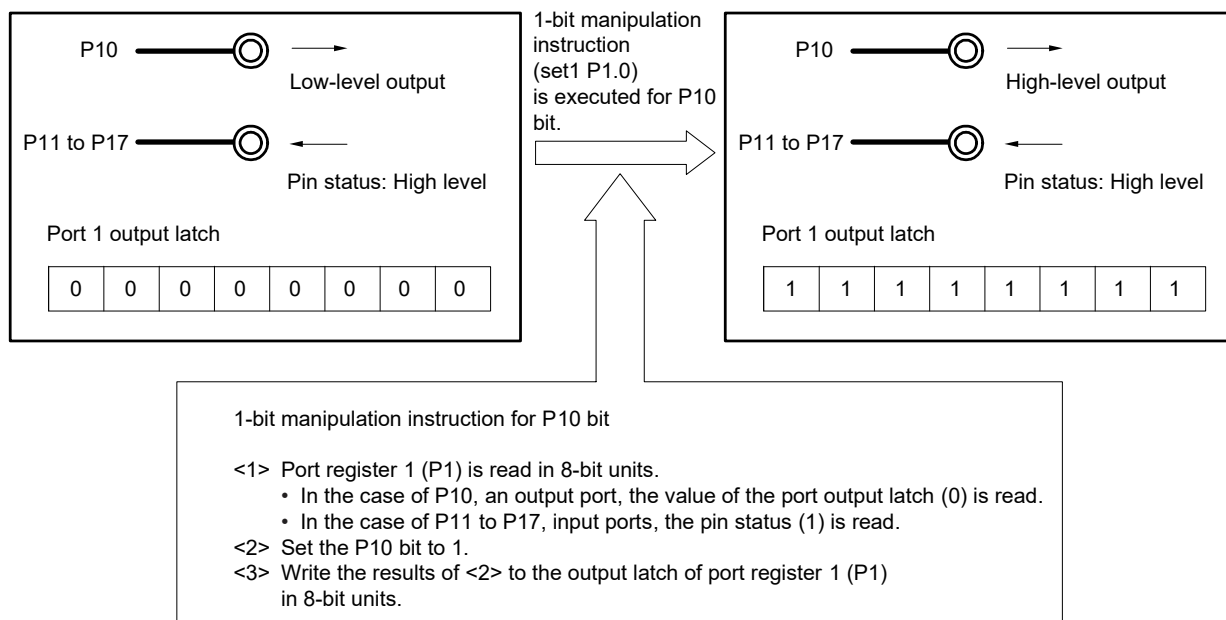 P10
Low-level output
P11 to P17
Pin status: High level
Port 1 output latch
0 0 0 0 0 0 0 0
1-bit manipulation
instruction
(set1 P1.0)
is executed for P10
bit.
P10
High-level output
P11 to P17
Pin status: High level
Port 1 output latch
1 1 1 1 1 1 1 1
1-bit manipulation instruction for P10 bit
<1> Port register 1 (P1) is read in 8-bit units.
• In the case of P10, an output port, the value of the port output latch (0) is read.
• In the case of P11 to P17, input ports, the pin status (1) is read.
<2> Set the P10 bit to 1.
<3> Write the results of <2> to the output latch of port register 1 (P1)
in 8-bit units.